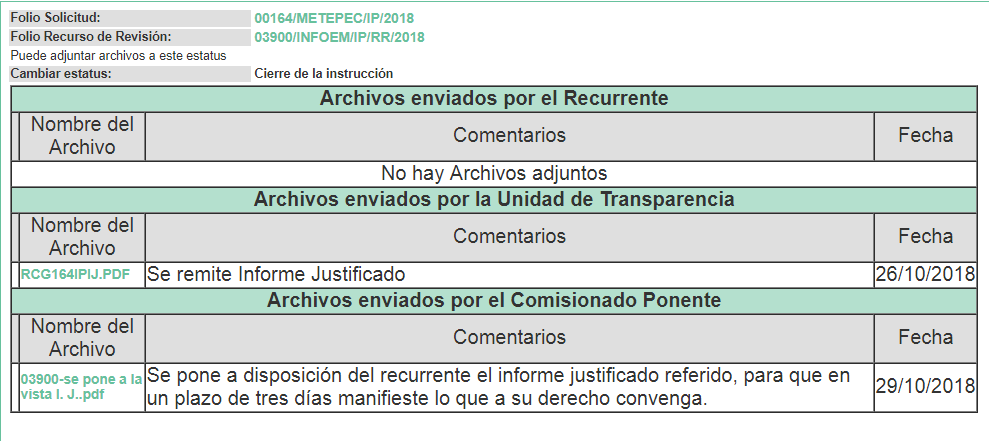 Folio Solicitud: 00164/METEPEC/IP/2018
Folio Recurso de Revisión: 03900/INFOEM/IP/RR/2018
Puede adjuntar archivos a este estatus
Cambiar estatus: Cierre de la instrucción
Archivos enviados por el Recurrente
Nombre del
Archivo
Comentarios
Fecha
No hay Archivos adjuntos
Archivos enviados por la Unidad de Transparencia
Nombre del
Archivo
Comentarios
Fecha
RCG164IPIJ.PDF Se remite Informe Justificado 26/10/2018
Archivos enviados por el Comisionado Ponente
Nombre del
Archivo
Comentarios
Fecha
03900-se pone a la
vista I. J..pdf
Se pone a disposición del recurrente el informe justificado referido, para que en
un plazo de tres días manifieste lo que a su derecho convenga.
29/10/2018